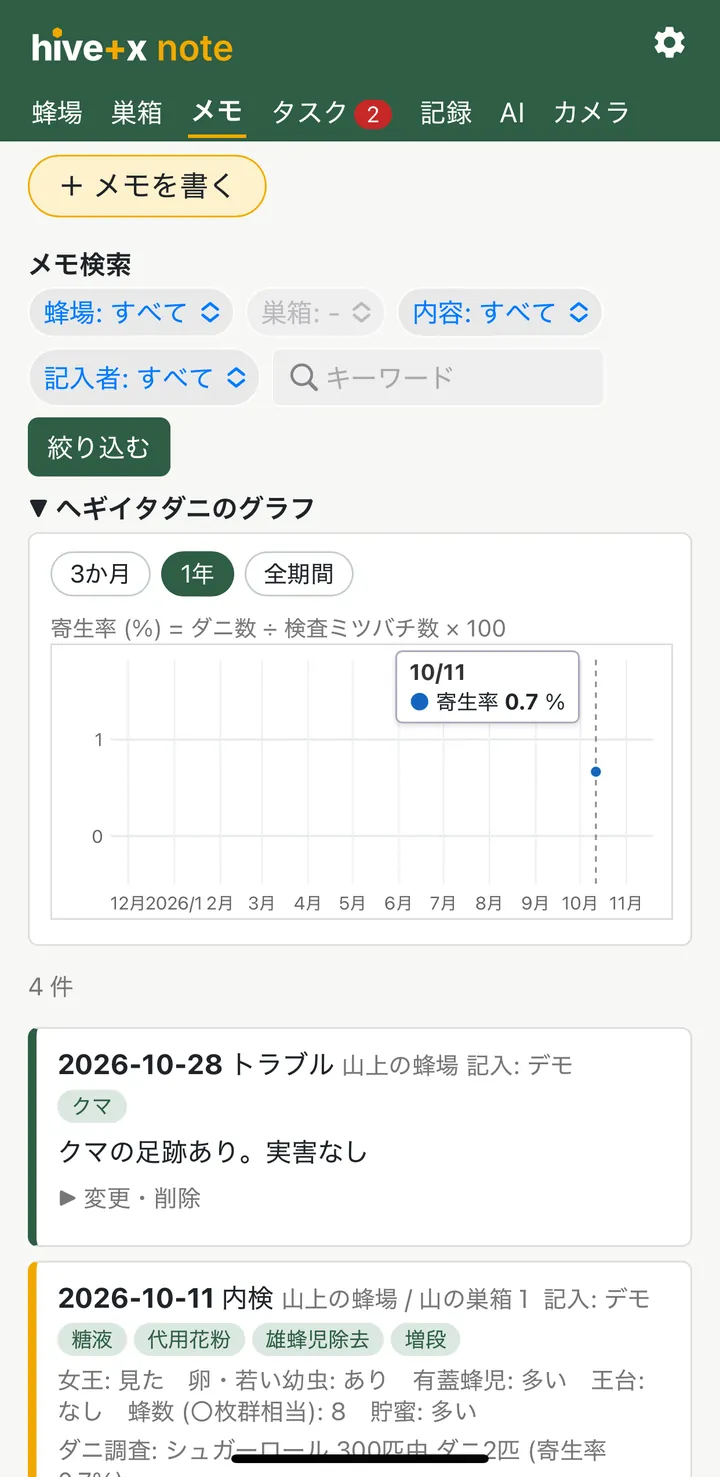 hive+x note
蜂場 巣箱 メモ タスク 2 記録 AI カメラ
＋ メモを書く
メモ検索
蜂場: すべて 巣箱: - 内容: すべて
記入者: すべて キーワード
絞り込む
▼ ヘギイタダニのグラフ
3か月 1年 全期間
寄生率 (%) = ダニ数 ÷ 検査ミツバチ数 × 100
10/11
寄生率 0.7 %
1
0
12月 2026/1 2月 3月 4月 5月 6月 7月 8月 9月 10月 11月
4 件
2026-10-28 トラブル 山上の蜂場 記入: デモ
クマ
クマの足跡あり。実害なし
▶ 変更・削除
2026-10-11 内検 山上の蜂場 / 山の巣箱1 記入: デモ
糖液 代用花粉 雄蜂児除去 増段
女王: 見た 卵・若い幼虫: あり 有蓋蜂児: 多い 王台:
なし 蜂数 (〇枚群相当): 8 貯蜜: 多い
ダニ調査: シュガーロール 300匹中 ダニ2匹 (寄生率
0.7%)